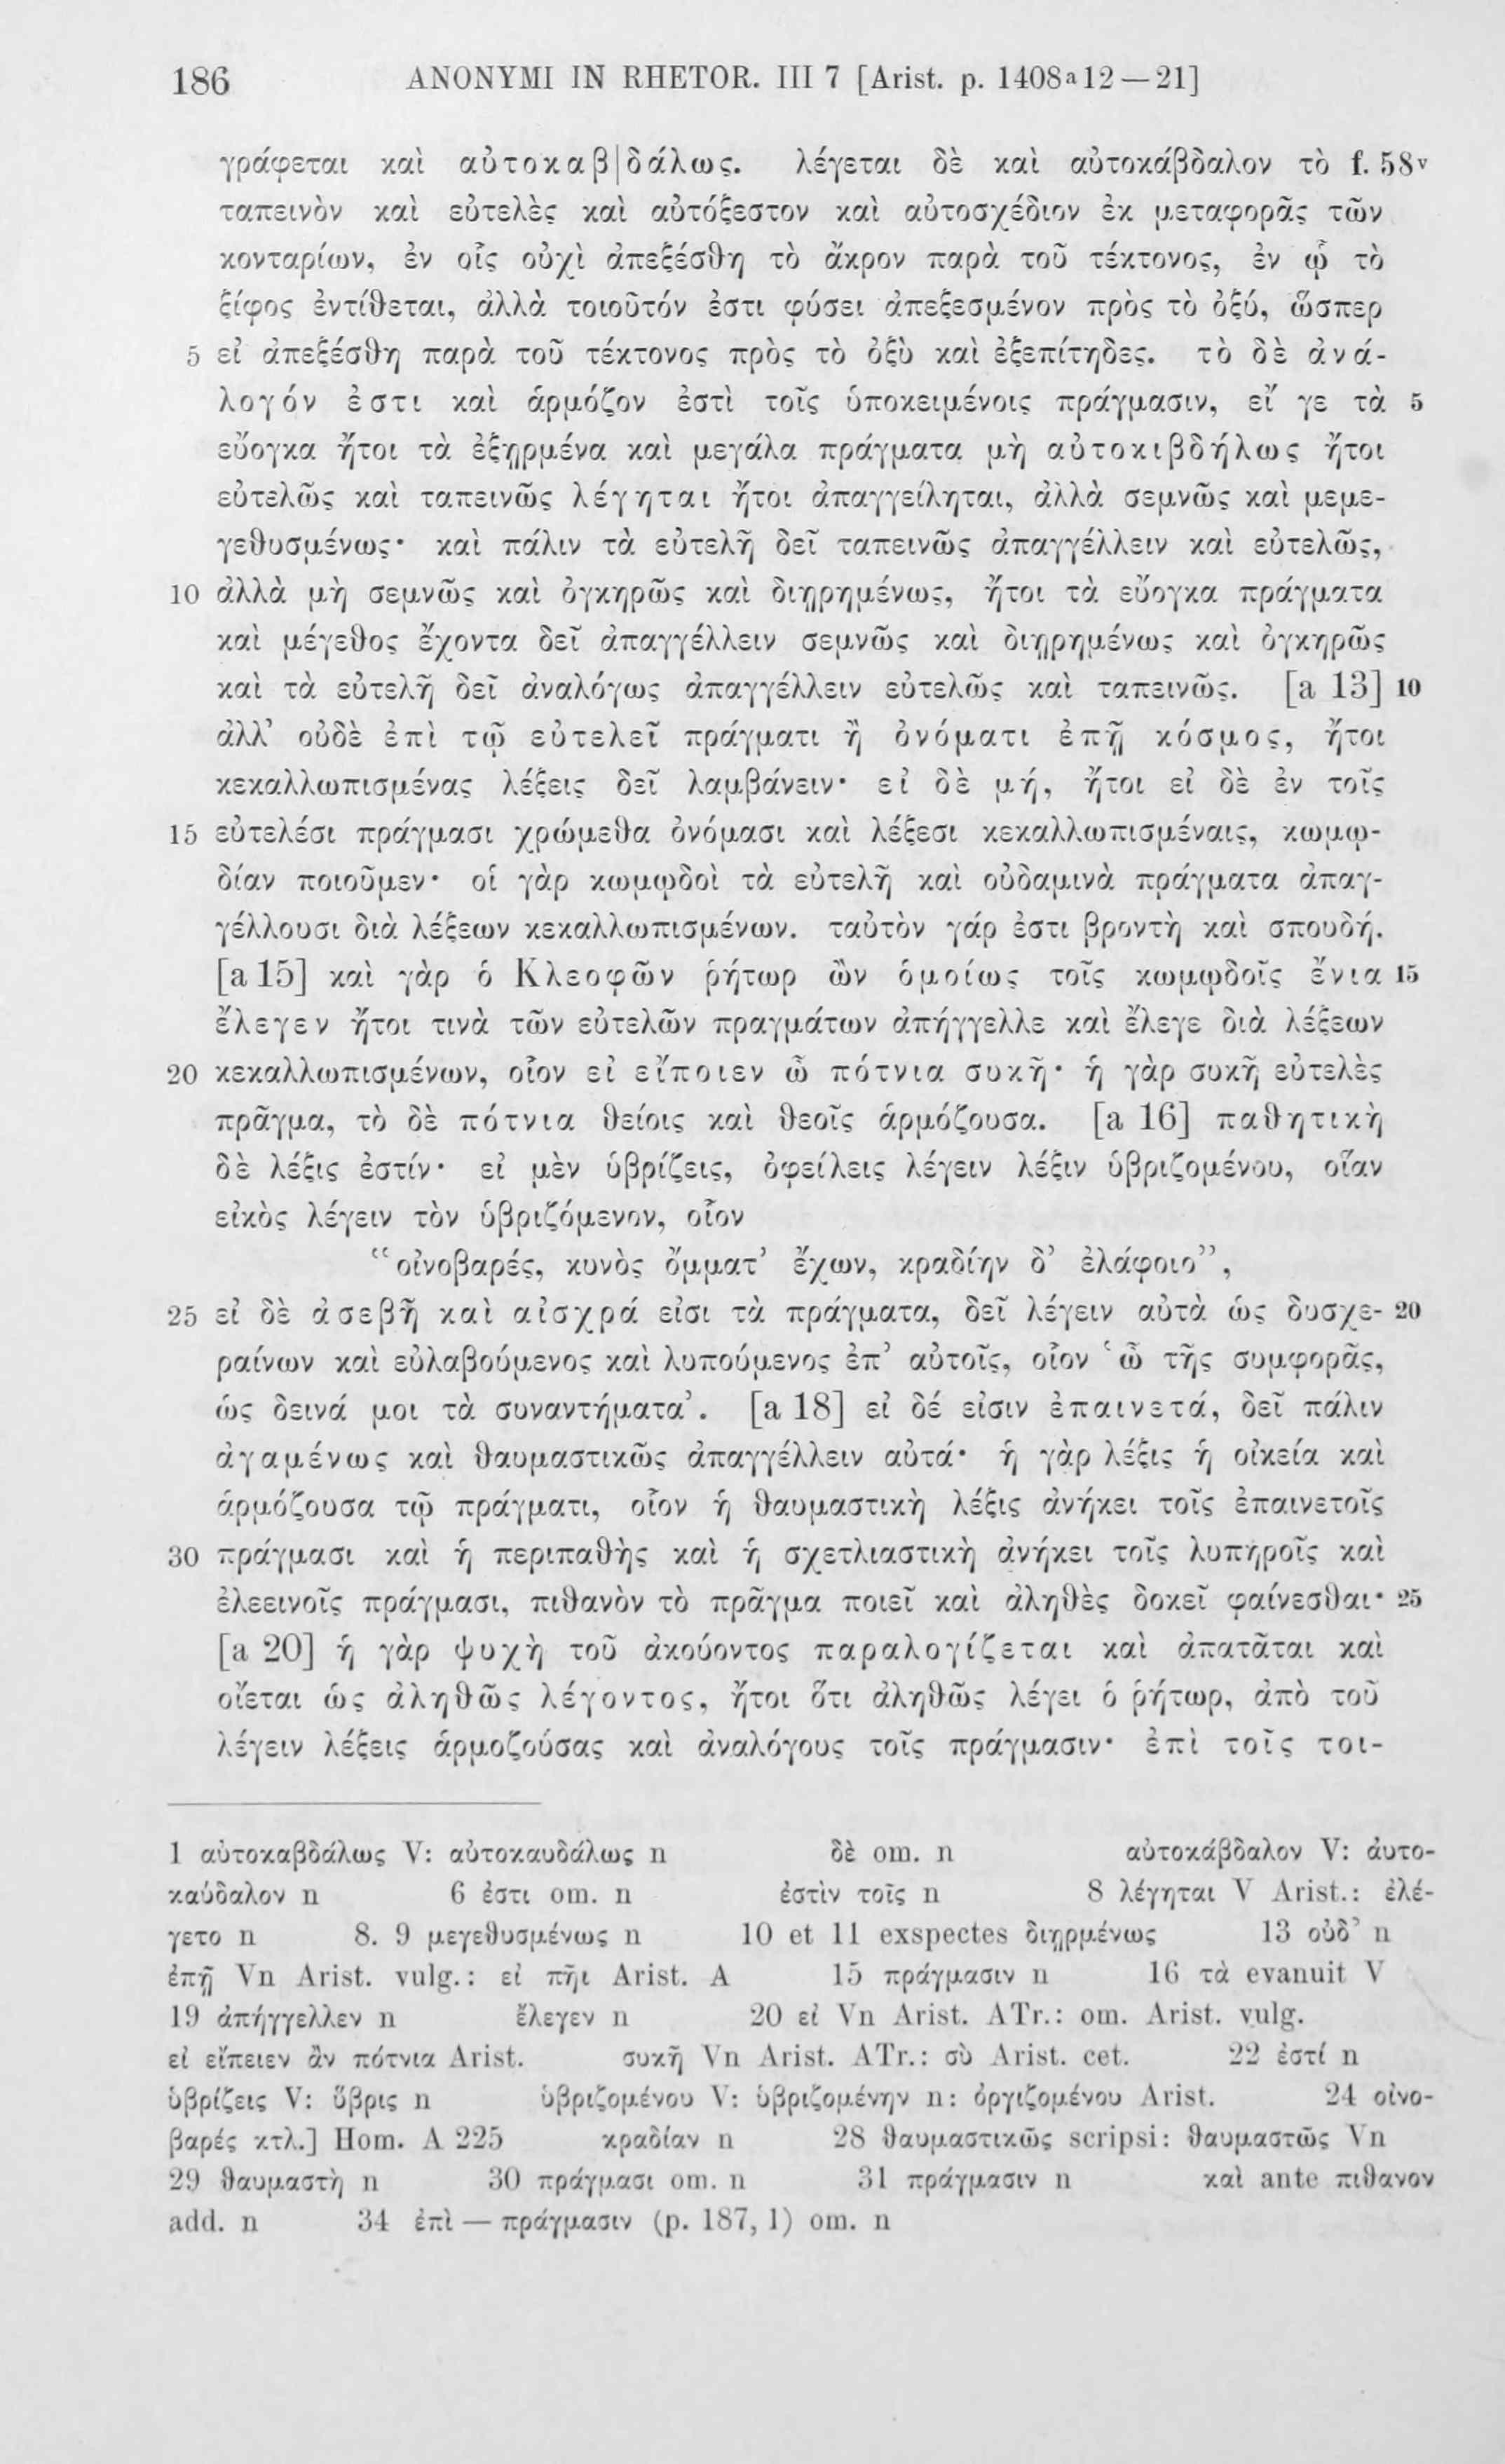 186 ANONYMI IN RHETOR. III 7 [Arist. p. 1408ᵃ12 — 21]
γράφεται καὶ αὐτοκαβ|δάλως. λέγεται δὲ καὶ αὐτοκάβδαλον τὸ f. 58ᵛ
ταπεινὸν καὶ εὐτελὲς καὶ αὐτόξεστον καὶ αὐτοσχέδιον ἐκ μεταφορᾶς τῶν
κονταρίων, ἐν οἷς οὐχὶ ἀπεξέσθη τὸ ἄκρον παρὰ τοῦ τέκτονος, ἐν ᾧ τὸ
ξίφος ἐντίθεται, ἀλλὰ τοιοῦτόν ἐστι φύσει ἀπεξεσμένον πρὸς τὸ ὀξύ, ὥσπερ
5 εἰ ἀπεξέσθη παρὰ τοῦ τέκτονος πρὸς τὸ ὀξὺ καὶ ἐξεπίτηδες. τὸ δὲ ἀνά-
λογόν ἐστι καὶ ἁρμόζον ἐστὶ τοῖς ὑποκειμένοις πράγμασιν, εἴ γε τὰ 5
εὔογκα ἤτοι τὰ ἐξῃρμένα καὶ μεγάλα πράγματα μὴ αὐτοκιβδήλως ἤτοι
εὐτελῶς καὶ ταπεινῶς λέγηται ἤτοι ἀπαγγείληται, ἀλλὰ σεμνῶς καὶ μεμε-
γεθυσμένως· καὶ πάλιν τὰ εὐτελῆ δεῖ ταπεινῶς ἀπαγγέλλειν καὶ εὐτελῶς,
10 ἀλλὰ μὴ σεμνῶς καὶ ὀγκηρῶς καὶ διῃρημένως, ἤτοι τὰ εὔογκα πράγματα
καὶ μέγεθος ἔχοντα δεῖ ἀπαγγέλλειν σεμνῶς καὶ διῃρημένως καὶ ὀγκηρῶς
καὶ τὰ εὐτελῆ δεῖ ἀναλόγως ἀπαγγέλλειν εὐτελῶς καὶ ταπεινῶς. [a 13] 10
ἀλλ’ οὐδὲ ἐπὶ τῷ εὐτελεῖ πράγματι ἢ ὀνόματι ἐπῇ κόσμος, ἤτοι
κεκαλλωπισμένας λέξεις δεῖ λαμβάνειν· εἰ δὲ μή, ἤτοι εἰ δὲ ἐν τοῖς
15 εὐτελέσι πράγμασι χρώμεθα ὀνόμασι καὶ λέξεσι κεκαλλωπισμέναις, κωμῳ-
δίαν ποιοῦμεν· οἱ γὰρ κωμῳδοὶ τὰ εὐτελῆ καὶ οὐδαμινὰ πράγματα ἀπαγ-
γέλλουσι διὰ λέξεων κεκαλλωπισμένων. ταὐτὸν γάρ ἐστι βροντὴ καὶ σπουδή.
[a 15] καὶ γὰρ ὁ Κλεοφῶν ῥήτωρ ὢν ὁμοίως τοῖς κωμῳδοῖς ἔνια 15
ἔλεγεν ἤτοι τινὰ τῶν εὐτελῶν πραγμάτων ἀπήγγελλε καὶ ἔλεγε διὰ λέξεων
20 κεκαλλωπισμένων, οἷον εἰ εἴποιεν ὦ πότνια συκῆ· ἡ γὰρ συκῆ εὐτελὲς
πρᾶγμα, τὸ δὲ πότνια θείοις καὶ θεοῖς ἁρμόζουσα. [a 16] παθητικὴ
δὲ λέξις ἐστίν· εἰ μὲν ὑβρίζεις, ὀφείλεις λέγειν λέξιν ὑβριζομένου, οἵαν
εἰκὸς λέγειν τὸν ὑβριζόμενον, οἷον
“οἰνοβαρές, κυνὸς ὄμματ’ ἔχων, κραδίην δ’ ἐλάφοιο”,
25 εἰ δὲ ἀσεβῆ καὶ αἰσχρά εἰσι τὰ πράγματα, δεῖ λέγειν αὐτὰ ὡς δυσχε- 20
ραίνων καὶ εὐλαβούμενος καὶ λυπούμενος ἐπ’ αὐτοῖς, οἷον ‘ὦ τῆς συμφορᾶς,
ὡς δεινά μοι τὰ συναντήματα’. [a 18] εἰ δέ εἰσιν ἐπαινετά, δεῖ πάλιν
ἀγαμένως καὶ θαυμαστικῶς ἀπαγγέλλειν αὐτά· ἡ γὰρ λέξις ἡ οἰκεία καὶ
ἁρμόζουσα τῷ πράγματι, οἷον ἡ θαυμαστικὴ λέξις ἀνήκει τοῖς ἐπαινετοῖς
30 πράγμασι καὶ ἡ περιπαθὴς καὶ ἡ σχετλιαστικὴ ἀνήκει τοῖς λυπηροῖς καὶ
ἐλεεινοῖς πράγμασι, πιθανὸν τὸ πρᾶγμα ποιεῖ καὶ ἀληθὲς δοκεῖ φαίνεσθαι· 25
[a 20] ἡ γὰρ ψυχὴ τοῦ ἀκούοντος παραλογίζεται καὶ ἀπατᾶται καὶ
οἴεται ὡς ἀληθῶς λέγοντος, ἤτοι ὅτι ἀληθῶς λέγει ὁ ῥήτωρ, ἀπὸ τοῦ
λέγειν λέξεις ἁρμοζούσας καὶ ἀναλόγους τοῖς πράγμασιν· ἐπὶ τοῖς τοι-
1 αὐτοκαβδάλως V: αὐτοκαυδάλως n δὲ om. n αὐτοκάβδαλον V: ἀυτο-
καύδαλον n 6 ἐστι om. n ἐστὶν τοῖς n 8 λέγηται V Arist.: ἐλέ-
γετο n 8. 9 μεγεθυσμένως n 10 et 11 exspectes διῃρμένως 13 οὐδ’ n
ἐπῇ Vn Arist. vulg.: εἰ πῆι Arist. A 15 πράγμασιν n 16 τὰ evanuit V
19 ἀπήγγελλεν n ἔλεγεν n 20 εἰ Vn Arist. ATr.: om. Arist. vulg.
εἰ εἴπειεν ἂν πότνια Arist. συκῆ Vn Arist. ATr.: σὺ Arist. cet. 22 ἐστί n
ὑβρίζεις V: ὕβρις n ὑβριζομένου V: ὑβριζομένην n: ὀργιζομένου Arist. 24 οἰνο-
βαρές κτλ.] Hom. A 225 κραδίαν n 28 θαυμαστικῶς scripsi: θαυμαστῶς Vn
29 θαυμαστὴ n 30 πράγμασι om. n 31 πράγμασιν n καὶ ante πιθανον
add. n 34 ἐπὶ — πράγμασιν (p. 187, 1) om. n